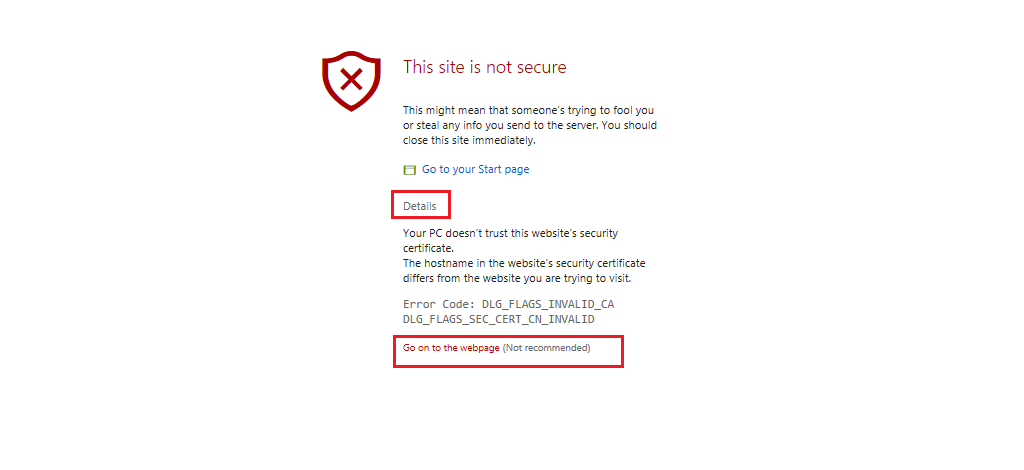 This site is not secure
This might mean that someone's trying to fool you
or steal any info you send to the server. You should
close this site immediately.
Go to your Start page
Details
Your PC doesn't trust this website's security
certificate.
The hostname in the website's security certificate
differs from the website you are trying to visit.
Error Code: DLG_FLAGS_INVALID_CA
DLG_FLAGS_SEC_CERT_CN_INVALID
Go on to the webpage (Not recommended)